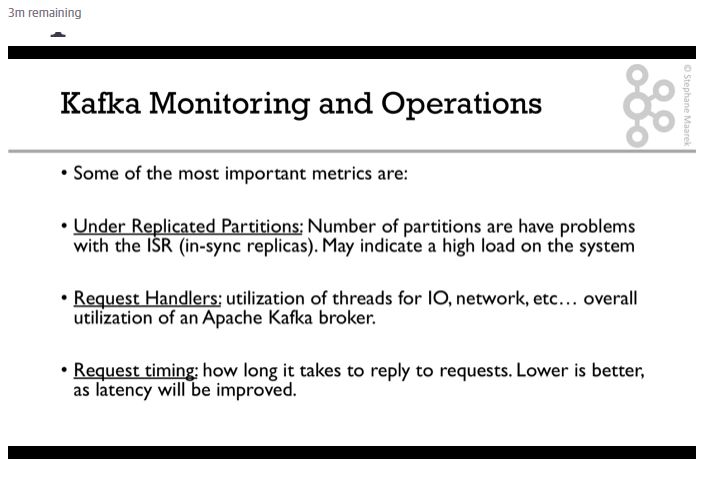 3m remaining
Kafka Monitoring and Operations
© Stephane Maarek
• Some of the most important metrics are:
• Under Replicated Partitions: Number of partitions are have problems
with the ISR (in-sync replicas). May indicate a high load on the system
• Request Handlers: utilization of threads for IO, network, etc… overall
utilization of an Apache Kafka broker.
• Request timing: how long it takes to reply to requests. Lower is better,
as latency will be improved.